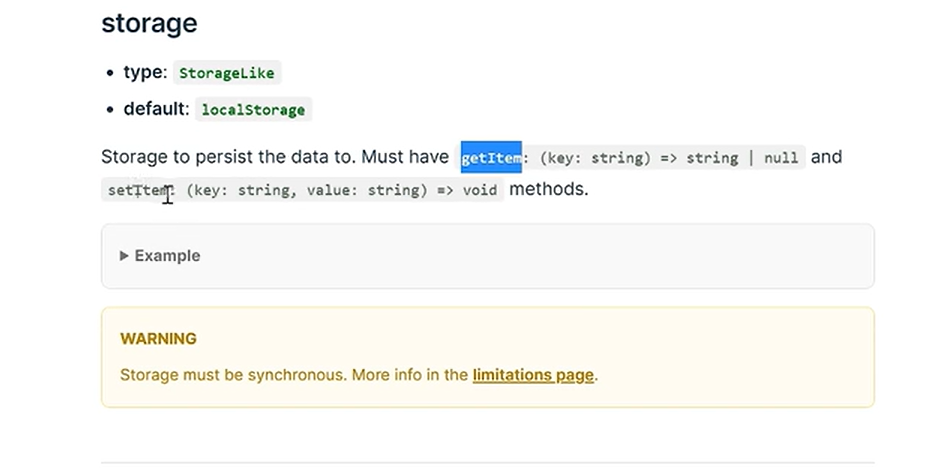 storage
• type: StorageLike
• default: localStorage
Storage to persist the data to. Must have getItem: (key: string) => string | null and
setItem: (key: string, value: string) => void methods.
▶ Example
WARNING
Storage must be synchronous. More info in the limitations page.